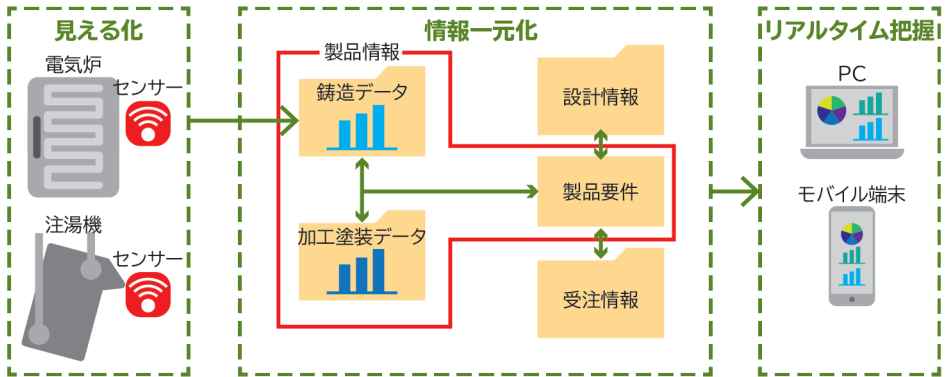 見える化
電気炉
センサー
注湯機
センサー
情報一元化
製品情報
鋳造データ
加工塗装データ
設計情報
製品要件
受注情報
リアルタイム把握
PC
モバイル端末